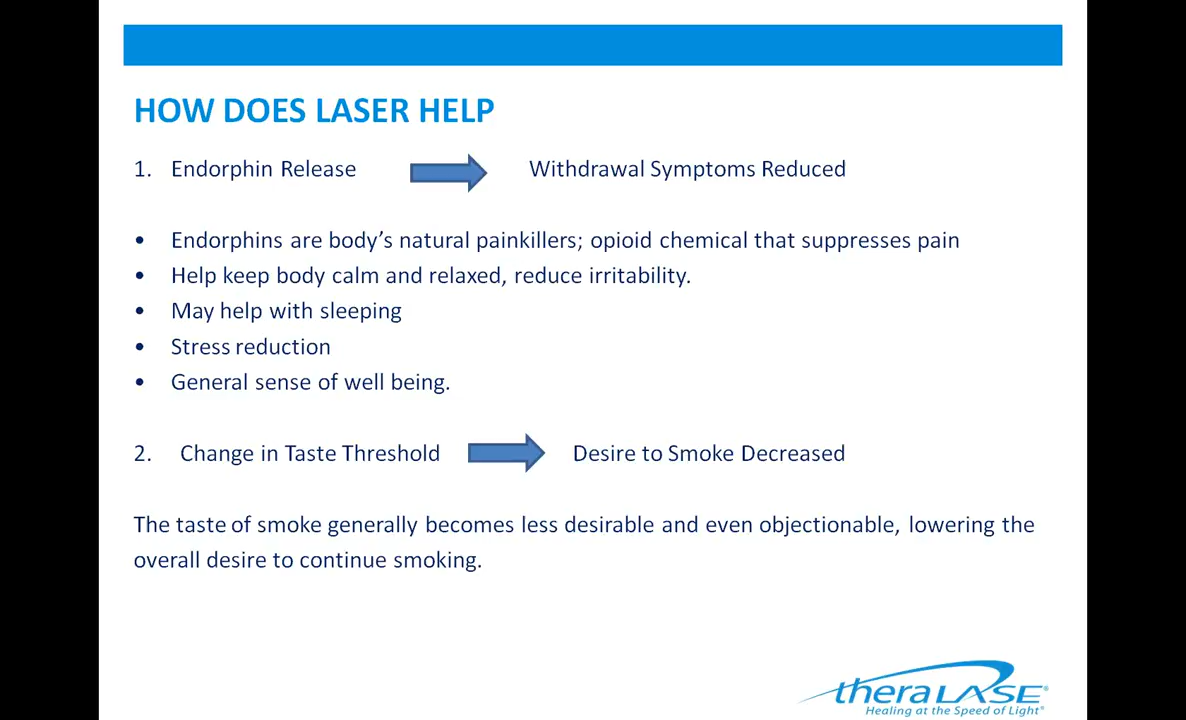 HOW DOES LASER HELP
1. Endorphin Release Withdrawal Symptoms Reduced
• Endorphins are body’s natural painkillers; opioid chemical that suppresses pain
• Help keep body calm and relaxed, reduce irritability.
• May help with sleeping
• Stress reduction
• General sense of well being.
2. Change in Taste Threshold Desire to Smoke Decreased
The taste of smoke generally becomes less desirable and even objectionable, lowering the
overall desire to continue smoking.
theraLASE®
Healing at the Speed of Light®